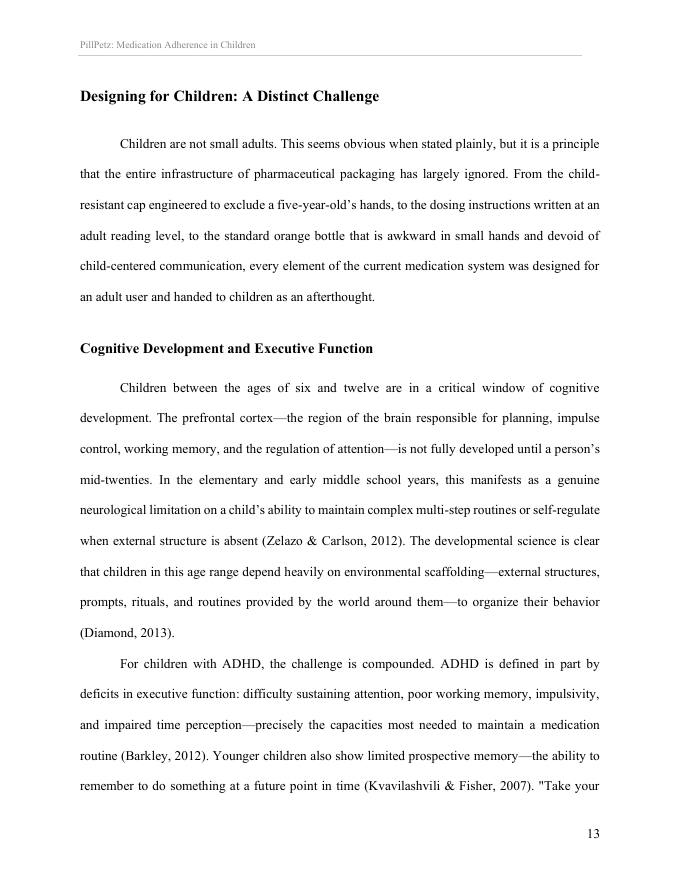 PillPetz: Medication Adherence in Children
Designing for Children: A Distinct Challenge
Children are not small adults. This seems obvious when stated plainly, but it is a principle
that the entire infrastructure of pharmaceutical packaging has largely ignored. From the child-
resistant cap engineered to exclude a five-year-old’s hands, to the dosing instructions written at an
adult reading level, to the standard orange bottle that is awkward in small hands and devoid of
child-centered communication, every element of the current medication system was designed for
an adult user and handed to children as an afterthought.
Cognitive Development and Executive Function
Children between the ages of six and twelve are in a critical window of cognitive
development. The prefrontal cortex—the region of the brain responsible for planning, impulse
control, working memory, and the regulation of attention—is not fully developed until a person’s
mid-twenties. In the elementary and early middle school years, this manifests as a genuine
neurological limitation on a child’s ability to maintain complex multi-step routines or self-regulate
when external structure is absent (Zelazo & Carlson, 2012). The developmental science is clear
that children in this age range depend heavily on environmental scaffolding—external structures,
prompts, rituals, and routines provided by the world around them—to organize their behavior
(Diamond, 2013).
For children with ADHD, the challenge is compounded. ADHD is defined in part by
deficits in executive function: difficulty sustaining attention, poor working memory, impulsivity,
and impaired time perception—precisely the capacities most needed to maintain a medication
routine (Barkley, 2012). Younger children also show limited prospective memory—the ability to
remember to do something at a future point in time (Kvavilashvili & Fisher, 2007). "Take your
13